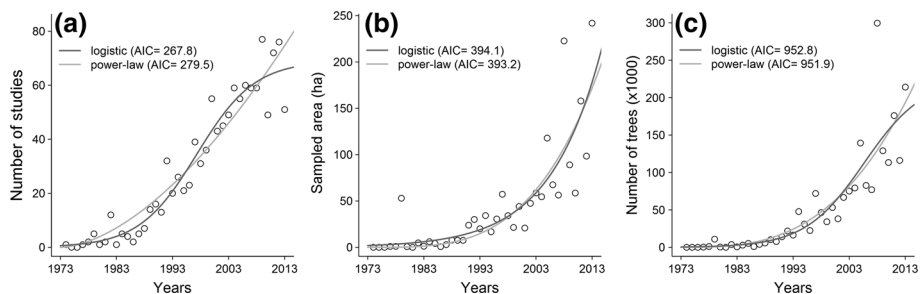 (a)
logistic (AIC= 267.8)
power-law (AIC= 279.5)
Number of studies
80
60
40
20
0
1973 1983 1993 2003 2013
Years
(b)
logistic (AIC= 394.1)
power-law (AIC= 393.2)
Sampled area (ha)
250
200
150
100
50
0
1973 1983 1993 2003 2013
Years
(c)
logistic (AIC= 952.8)
power-law (AIC= 951.9)
Number of trees (x1000)
300
250
200
150
100
50
0
1973 1983 1993 2003 2013
Years